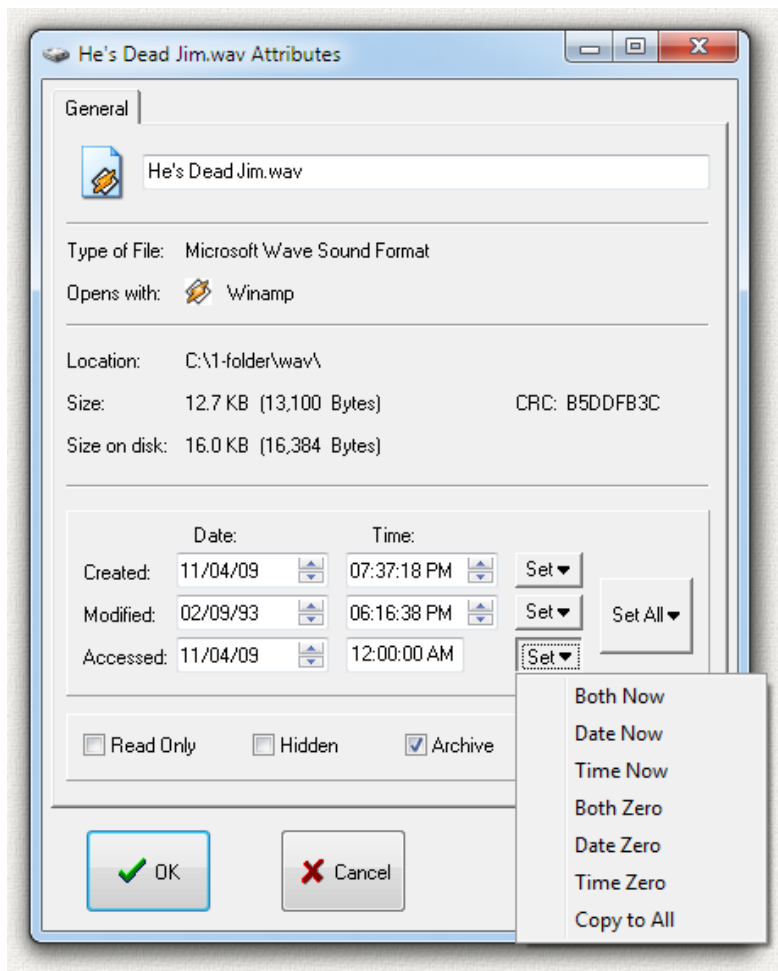 He's Dead Jim.wav Attributes
General
He's Dead Jim.wav
Type of File: Microsoft Wave Sound Format
Opens with: Winamp
Location: C:\1-folder\wav\
Size: 12.7 KB (13,100 Bytes) CRC: B5DDFB3C
Size on disk: 16.0 KB (16,384 Bytes)
Date: Time:
Created: 11/04/09 07:37:18 PM Set
Modified: 02/09/93 06:16:38 PM Set Set All
Accessed: 11/04/09 12:00:00 AM Set
Both Now
Date Now
Time Now
Both Zero
Date Zero
Time Zero
Copy to All
Read Only Hidden Archive
OK Cancel